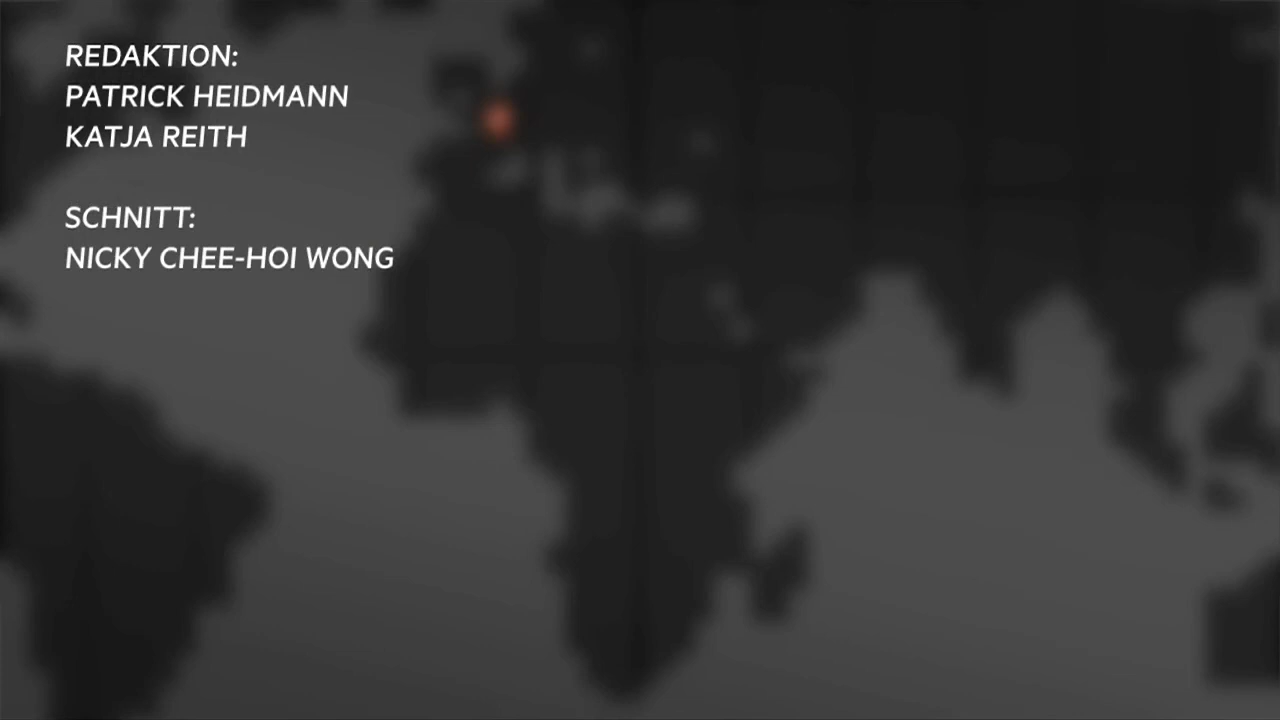 REDAKTION:
PATRICK HEIDMANN
KATJA REITH
SCHNITT:
NICKY CHEE-HOI WONG